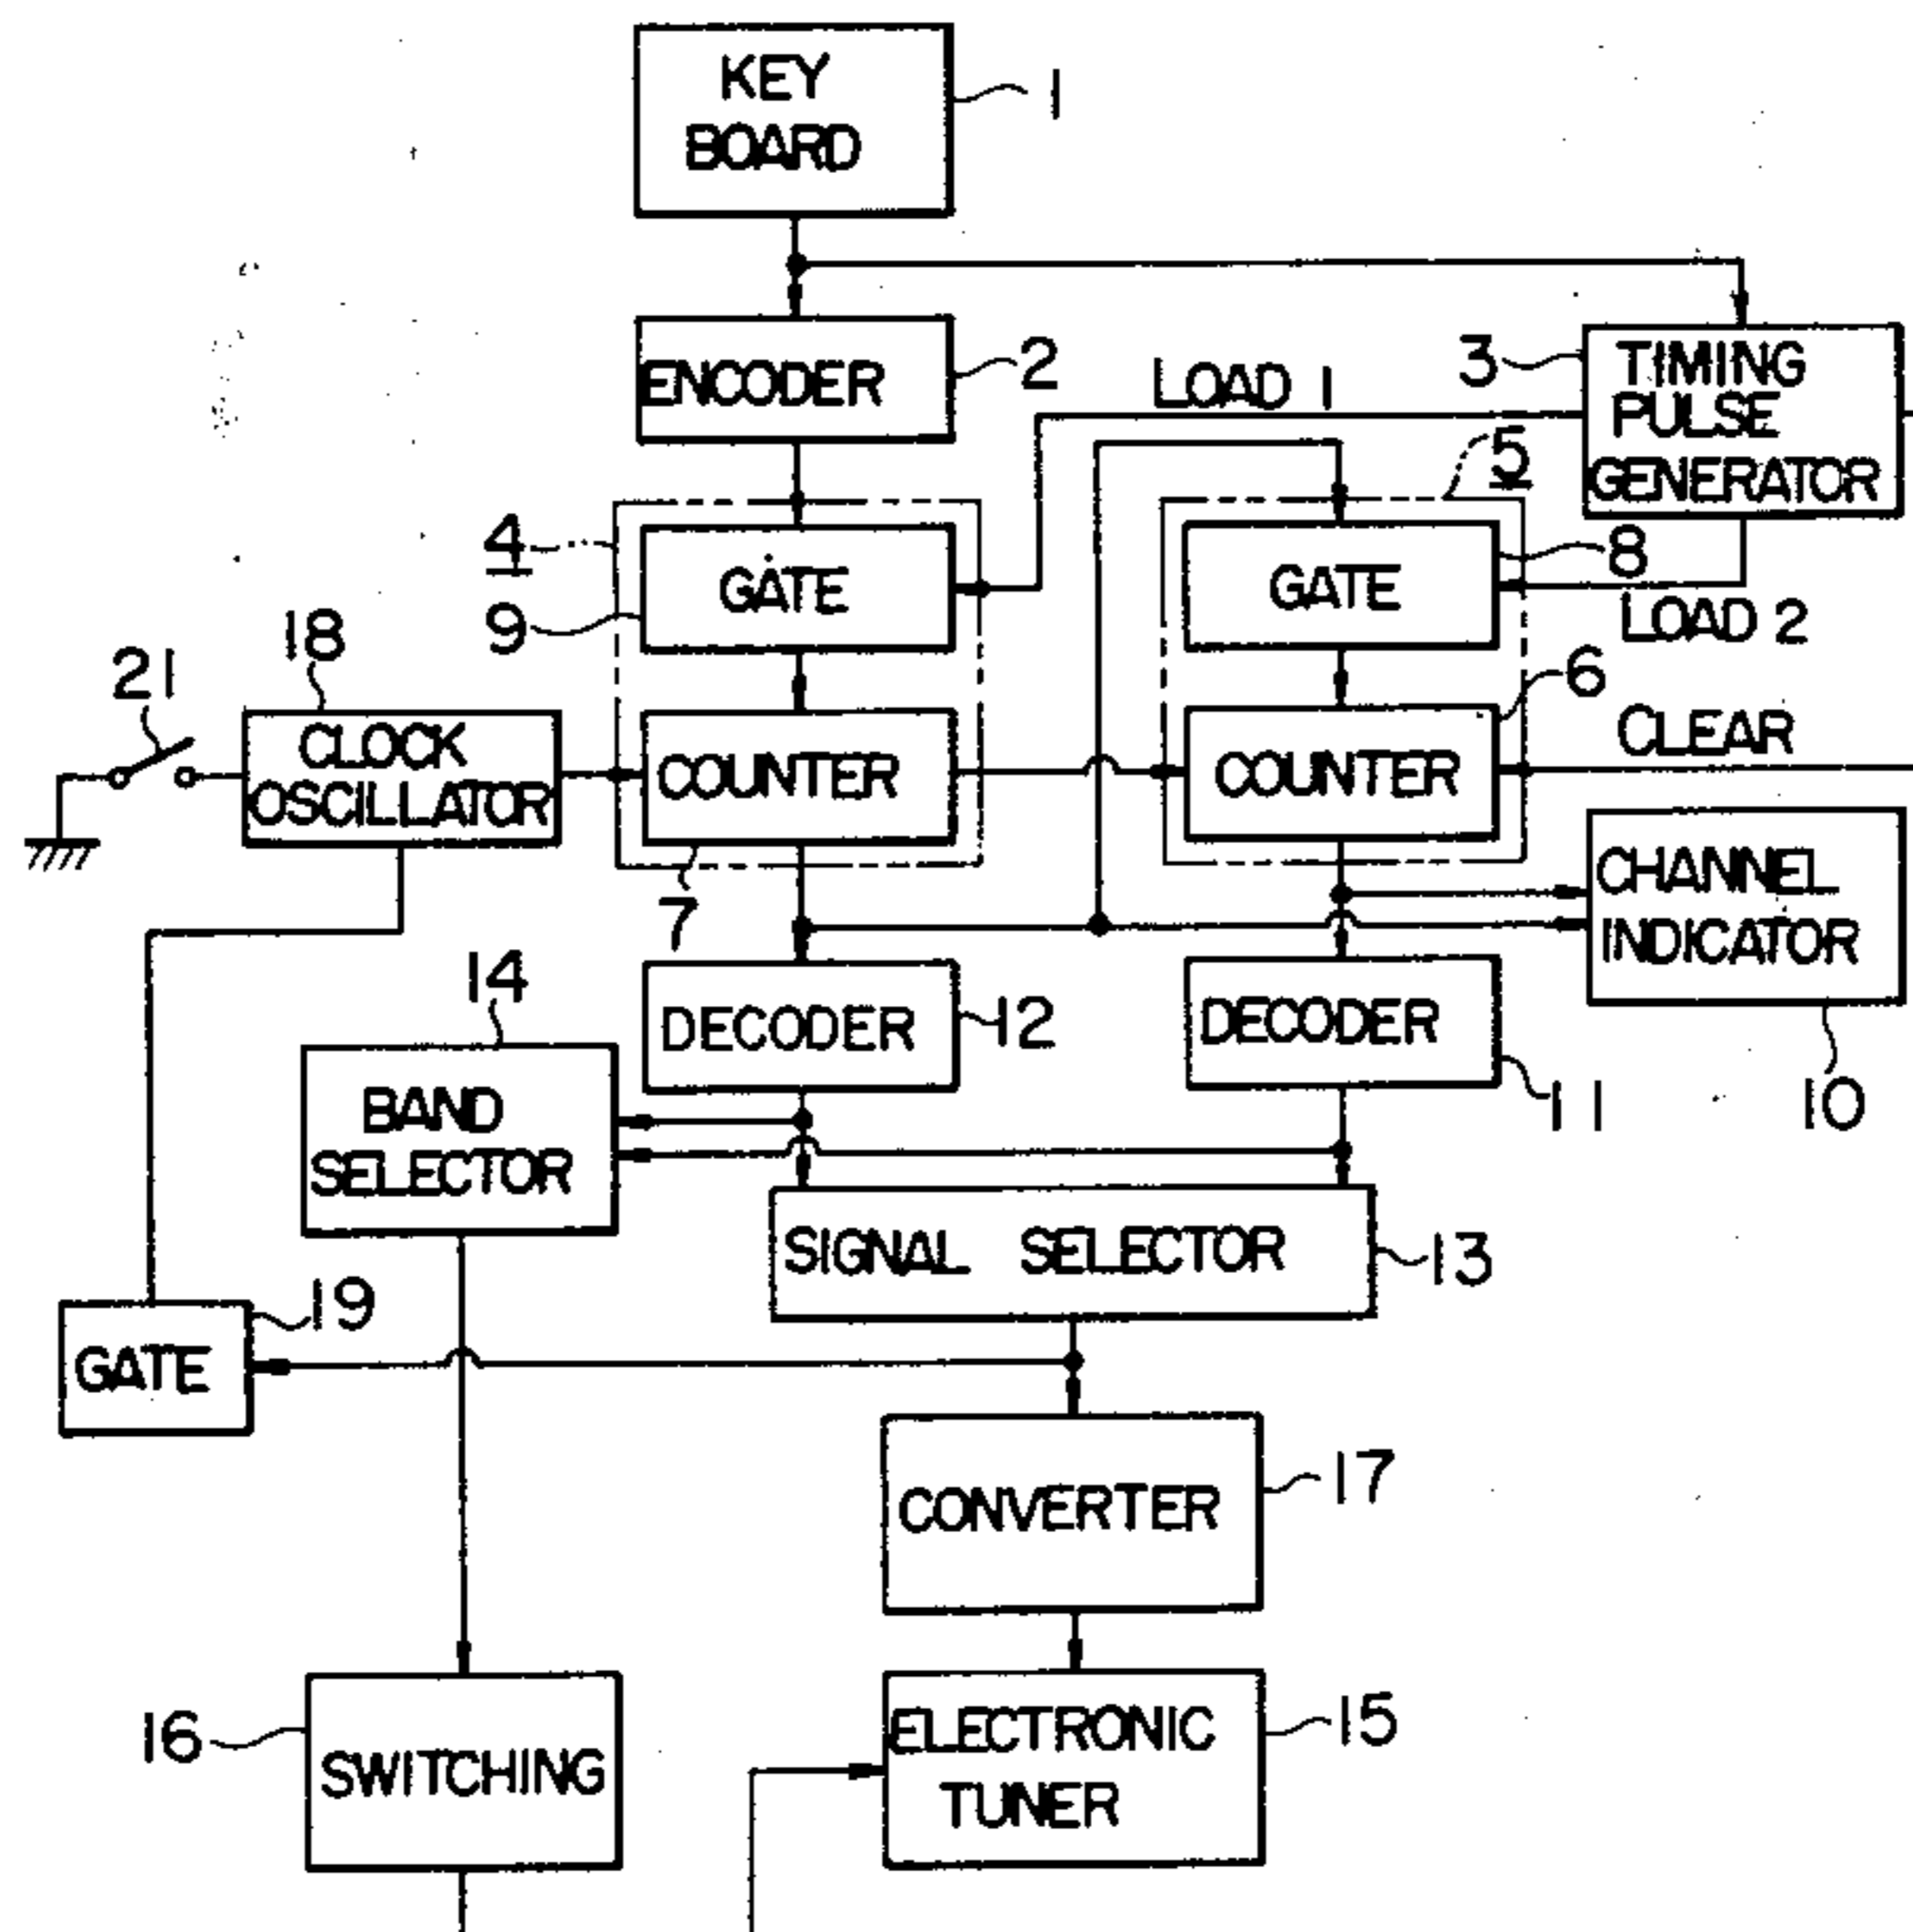 KEY
BOARD
1
ENCODER
2
LOAD 1
3
TIMING
PULSE
GENERATOR
5
4
GATE
9
GATE
8
LOAD 2
18
21
CLOCK
OSCILLATOR
COUNTER
7
COUNTER
6
CLEAR
CHANNEL
INDICATOR
10
14
DECODER
12
DECODER
11
BAND
SELECTOR
SIGNAL SELECTOR
13
19
GATE
CONVERTER
17
16
SWITCHING
ELECTRONIC
TUNER
15